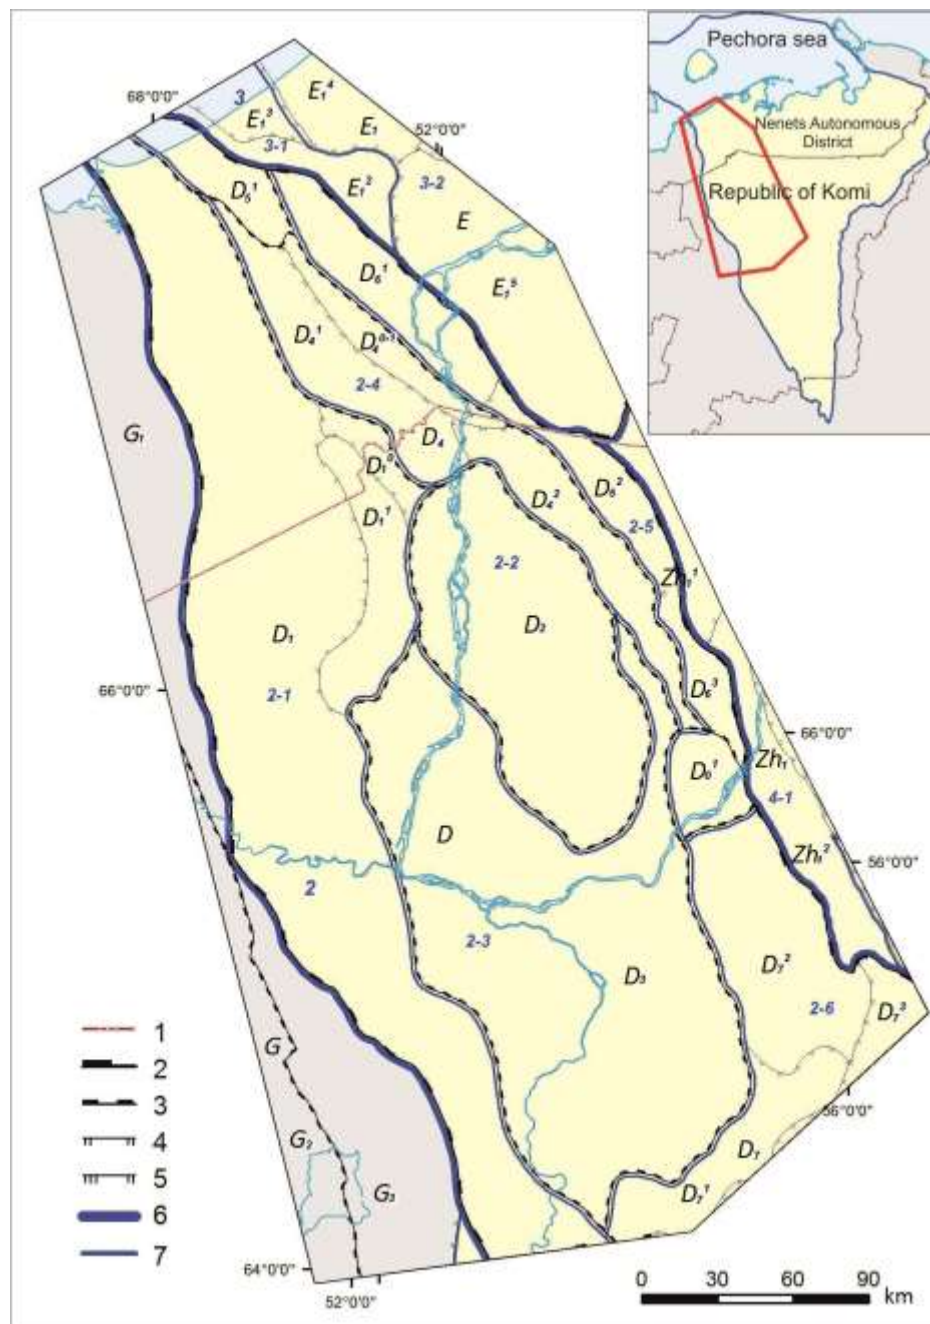 Pechora sea
Nenets Autonomous
District
Republic of Komi
68°0'0"
3
E₁³
E₁⁴
E₁
52°0'0"
3-1
E₁²
3-2
D₅¹
E
D₆¹
E₁⁵
D₄¹
D₄⁰⁻¹
2-4
G₁
D₄
D₁⁰
D₁¹
D₄²
D₆²
2-5
2-2
D₁
D₂
2-1
66°0'0"
D₆³
66°0'0"
Zh₁
4-1
D
56°0'0"
2
2-3
D₃
D₇²
2-6
D₇³
G
G₂
G₃
56°0'0"
D₇
D₇¹
1
2
3
4
5
6
7
64°0'0"
52°0'0"
0 30 60 90
km